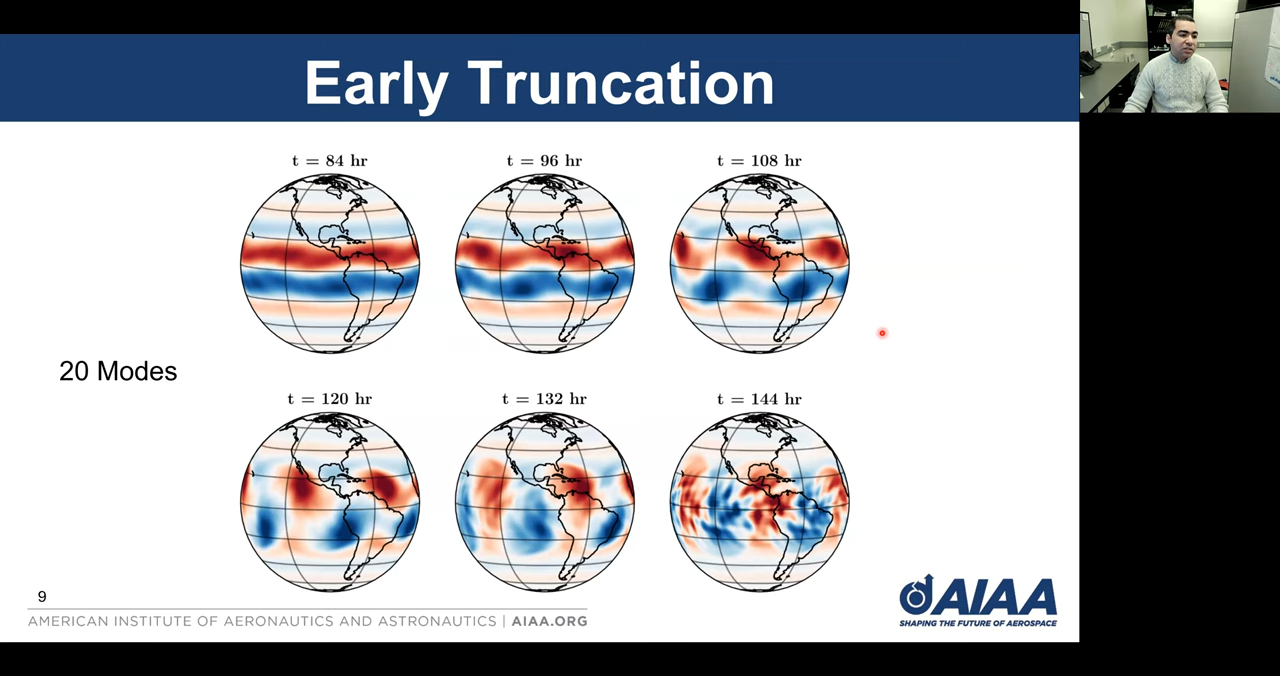 Early Truncation
t = 84 hr
t = 96 hr
t = 108 hr
20 Modes
t = 120 hr
t = 132 hr
t = 144 hr
9
AMERICAN INSTITUTE OF AERONAUTICS AND ASTRONAUTICS | AIAA.ORG
AIAA
SHAPING THE FUTURE OF AEROSPACE